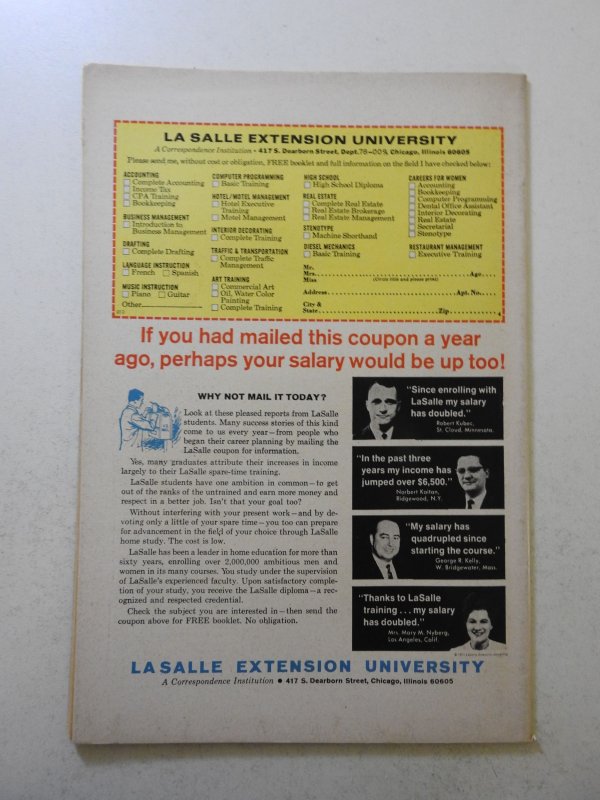 LA SALLE EXTENSION UNIVERSITY
A Correspondence Institution • 417 S. Dearborn Street, Dept. 78-009, Chicago, Illinois 60605
Please send me, without cost or obligation, FREE booklet and full information on the field I have checked below:
ACCOUNTING
Complete Accounting
Income Tax
CPA Training
Bookkeeping
BUSINESS MANAGEMENT
Introduction to
Business Management
DRAFTING
Complete Drafting
LANGUAGE INSTRUCTION
French Spanish
MUSIC INSTRUCTION
Piano Guitar
Other
COMPUTER PROGRAMMING
Basic Training
HOTEL/MOTEL MANAGEMENT
Hotel Executive
Training
Motel Management
INTERIOR DECORATING
Complete Training
TRAFFIC & TRANSPORTATION
Complete Traffic
Management
ART TRAINING
Commercial Art
Oil, Water Color
Painting
Complete Training
HIGH SCHOOL
High School Diploma
REAL ESTATE
Complete Real Estate
Real Estate Brokerage
Real Estate Management
STENOTYPE
Machine Shorthand
DIESEL MECHANICS
Basic Training
CAREERS FOR WOMEN
Accounting
Bookkeeping
Computer Programming
Dental Office Assistant
Interior Decorating
Real Estate
Secretarial
Stenotype
RESTAURANT MANAGEMENT
Executive Training
Mr.
Mrs. Age
Miss (Circle title and please print)
Address Apt. No.
City &
State Zip
If you had mailed this coupon a year
ago, perhaps your salary would be up too!
WHY NOT MAIL IT TODAY?
Look at these pleased reports from LaSalle
students. Many success stories of this kind
come to us every year—from people who
began their career planning by mailing the
LaSalle coupon for information.
Yes, many graduates attribute their increases in income
largely to their LaSalle spare-time training.
LaSalle students have one ambition in common—to get
out of the ranks of the untrained and earn more money and
respect in a better job. Isn't that your goal too?
Without interfering with your present work—and by de-
voting only a little of your spare time—you too can prepare
for advancement in the field of your choice through LaSalle
home study. The cost is low.
LaSalle has been a leader in home education for more than
sixty years, enrolling over 2,000,000 ambitious men and
women in its many courses. You study under the supervision
of LaSalle's experienced faculty. Upon satisfactory comple-
tion of your study, you receive the LaSalle diploma—a rec-
ognized and respected credential.
Check the subject you are interested in—then send the
coupon above for FREE booklet. No obligation.
"Since enrolling with
LaSalle my salary
has doubled."
Robert Kubec,
St. Cloud, Minnesota.
"In the past three
years my income has
jumped over $6,500."
Norbert Kaitan,
Ridgewood, N.Y.
"My salary has
quadrupled since
starting the course."
George R. Kelly,
W. Bridgewater, Mass.
"Thanks to LaSalle
training . . . my salary
has doubled."
Mrs. Mary M. Nyberg,
Los Angeles, Calif.
LASALLE EXTENSION UNIVERSITY
A Correspondence Institution • 417 S. Dearborn Street, Chicago, Illinois 60605